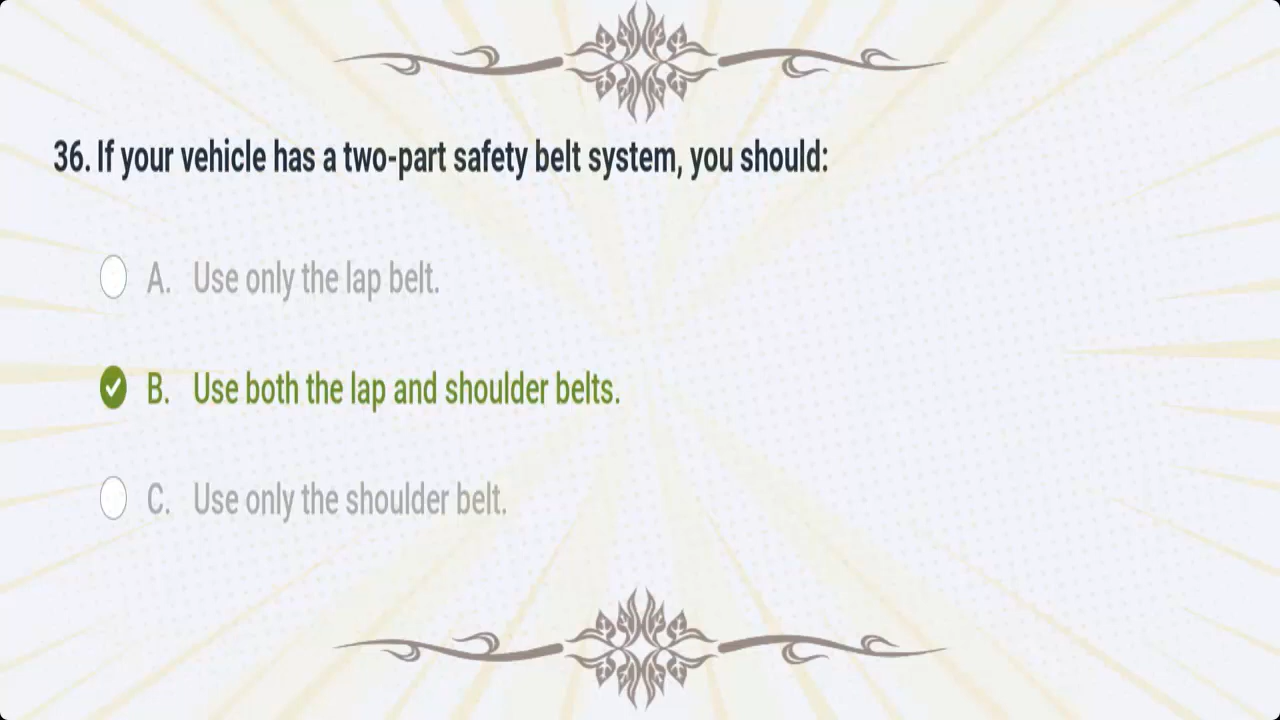 36. If your vehicle has a two-part safety belt system, you should:
A. Use only the lap belt.
B. Use both the lap and shoulder belts.
C. Use only the shoulder belt.